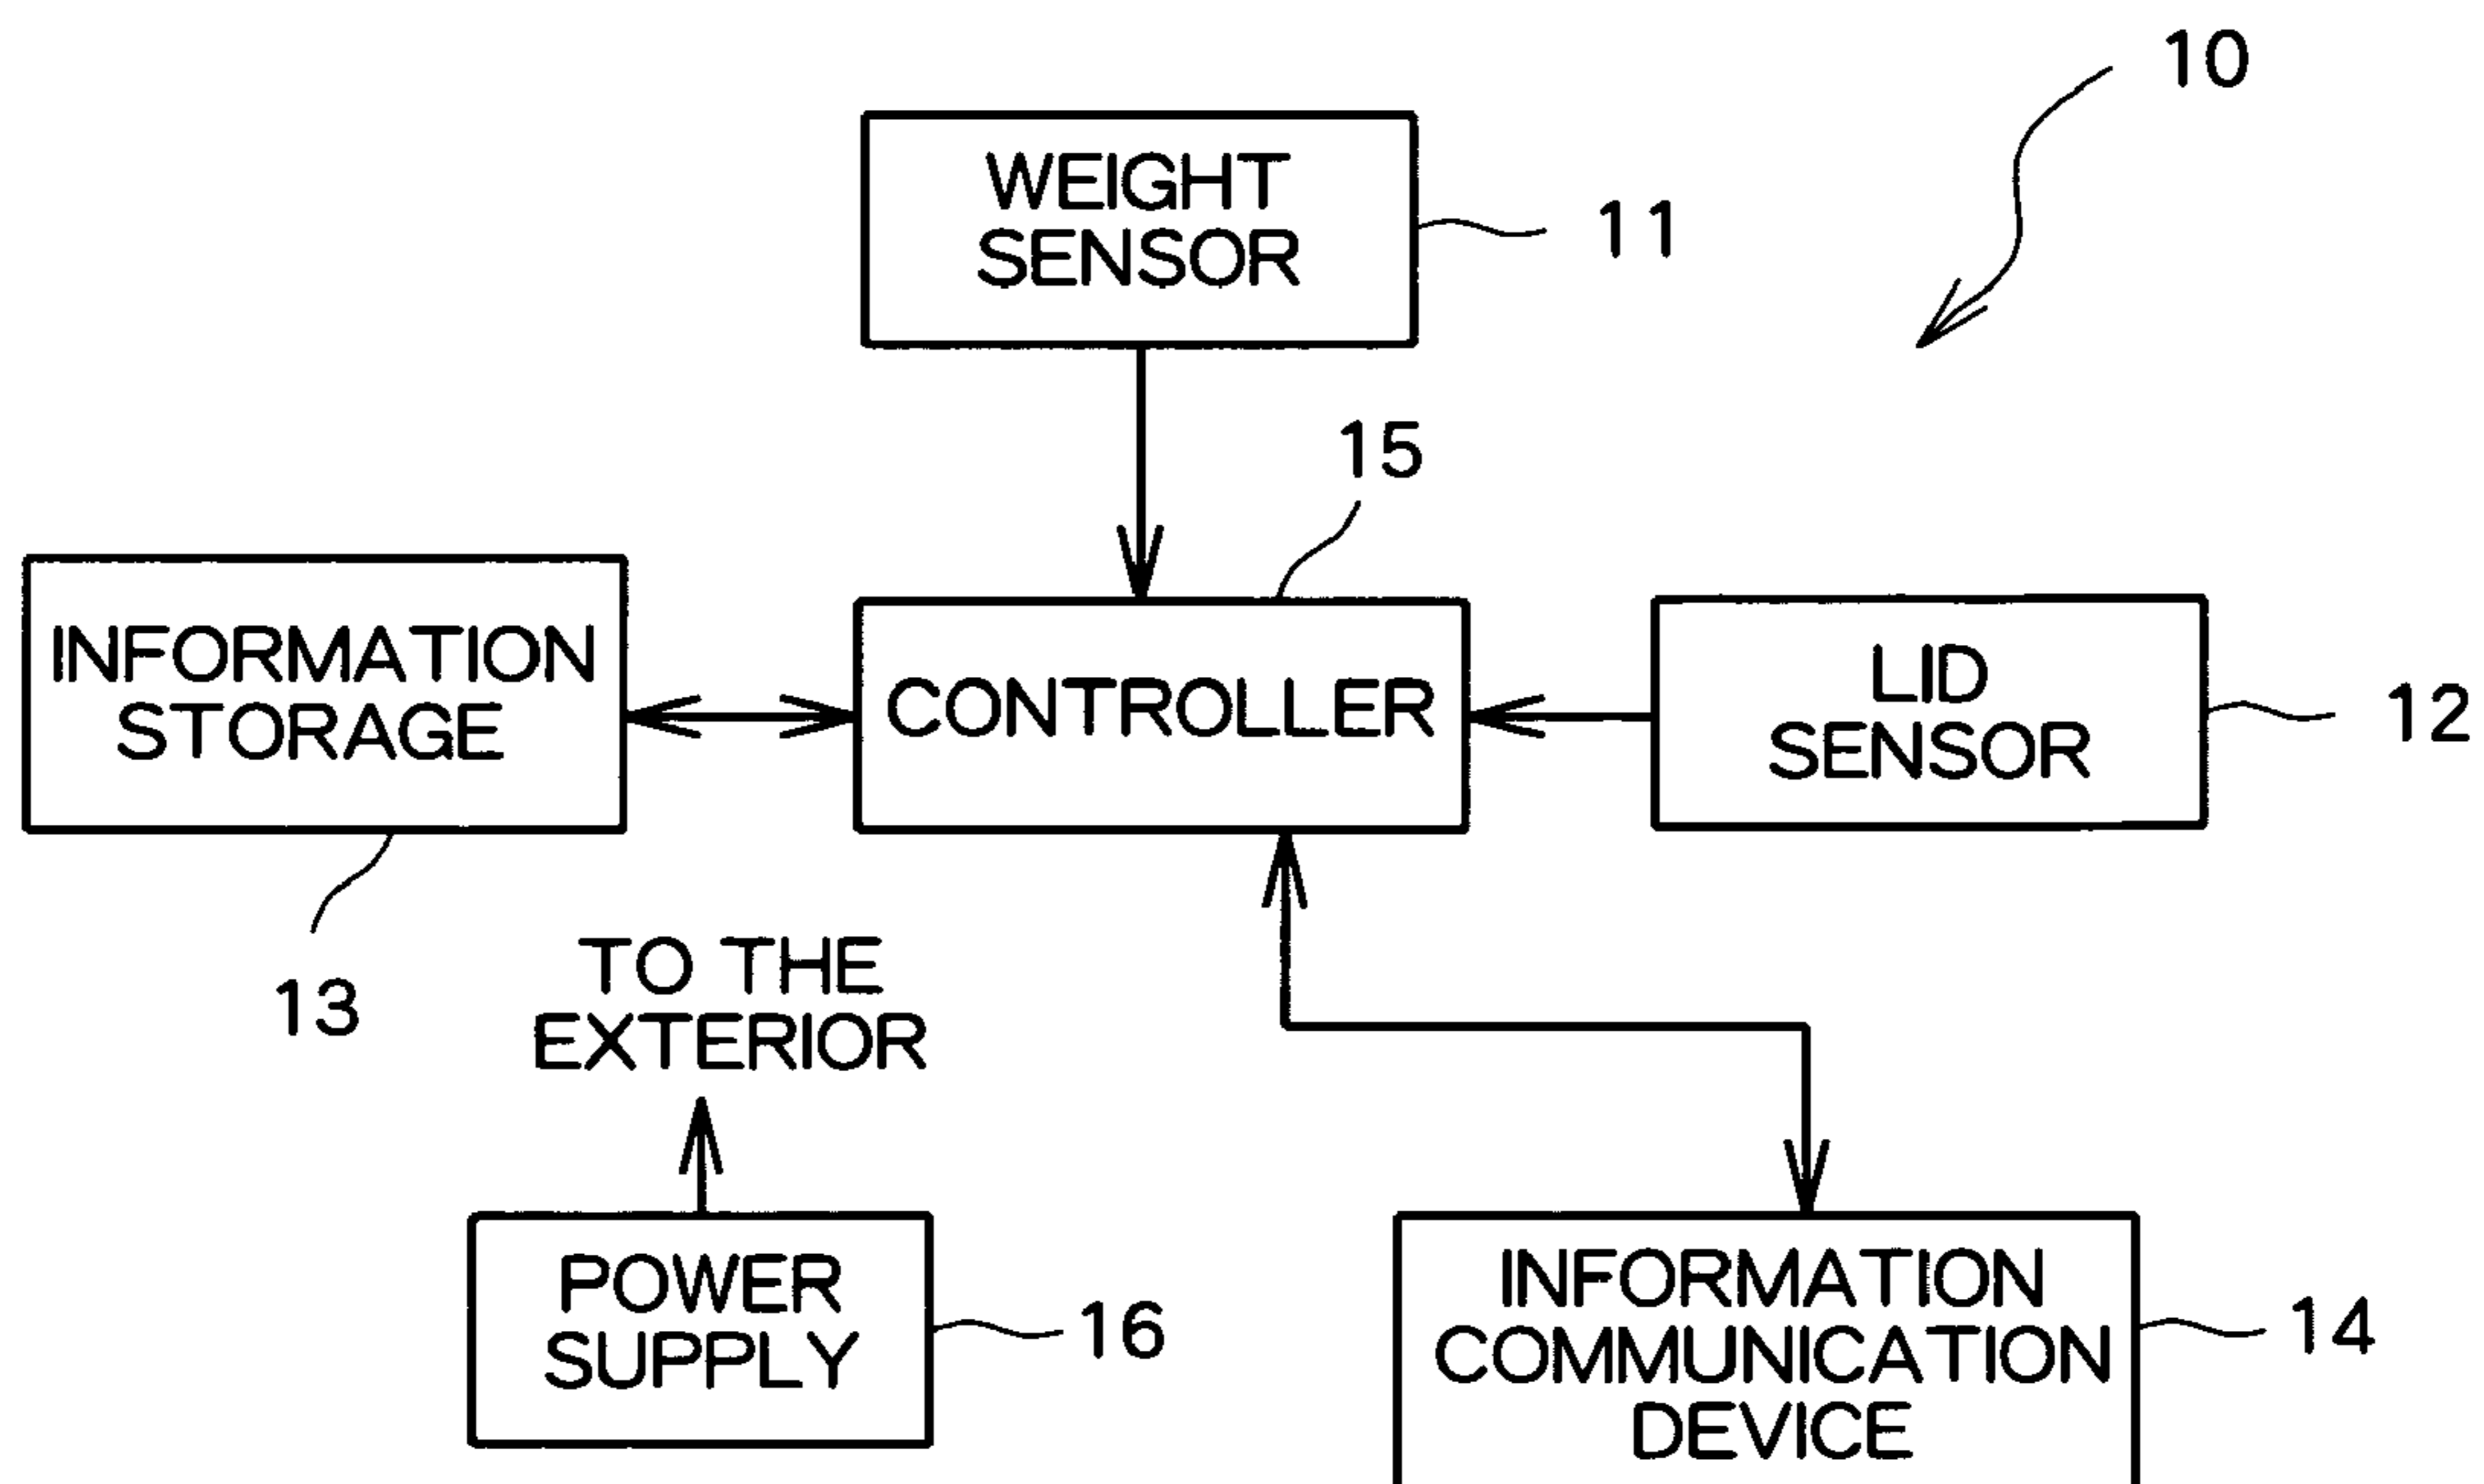 10
WEIGHT
SENSOR
11
15
INFORMATION
STORAGE
CONTROLLER
LID
SENSOR
12
13
TO THE
EXTERIOR
POWER
SUPPLY
16
INFORMATION
COMMUNICATION
DEVICE
14